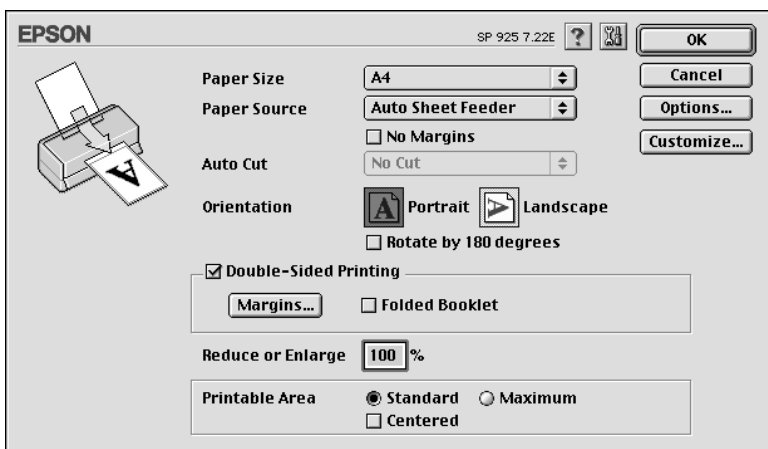 EPSON
SP 925 7.22E
?
OK
Paper Size
A4
Cancel
Paper Source
Auto Sheet Feeder
Options...
No Margins
Customize...
Auto Cut
No Cut
Orientation
A
Portrait
A
Landscape
Rotate by 180 degrees
A
Double-Sided Printing
Margins...
Folded Booklet
Reduce or Enlarge
100 %
Printable Area
Standard
Maximum
Centered